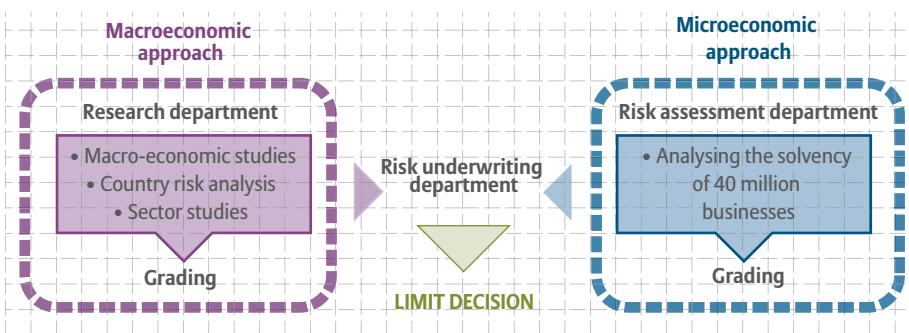 Macroeconomic
approach
Research department
• Macro-economic studies
• Country risk analysis
• Sector studies
Grading
Risk underwriting
department
LIMIT DECISION
Microeconomic
approach
Risk assessment department
• Analysing the solvency
of 40 million
businesses
Grading